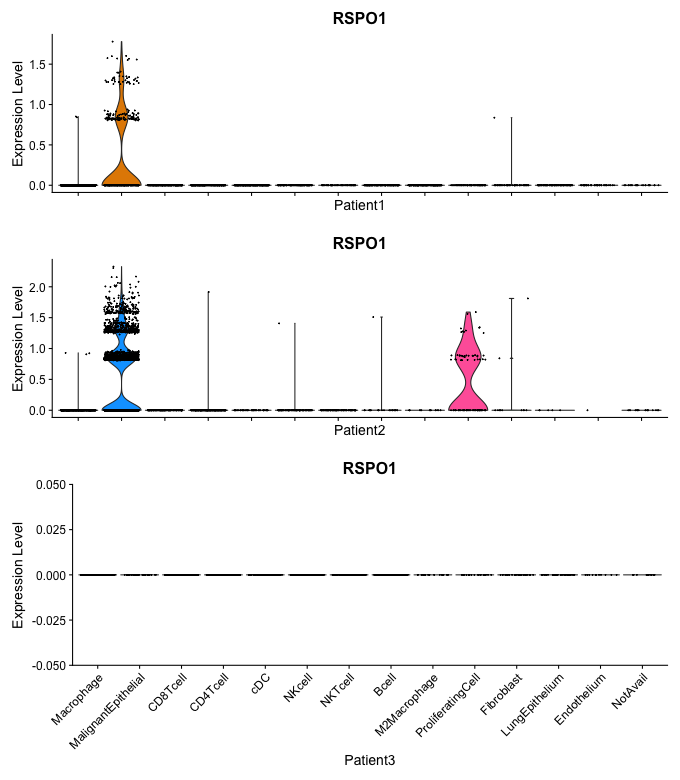 RSPO1
Expression Level
1.5
1.0
0.5
0.0
Patient1
RSPO1
Expression Level
2.0
1.5
1.0
0.5
0.0
Patient2
RSPO1
Expression Level
0.050
0.025
0.000
-0.025
-0.050
Macrophage
MalignantEpithelial
CD8Tcell
CD4Tcell
cDC
NKcell
NKTcell
Bcell
M2Macrophage
ProliferatingCell
Fibroblast
LungEpithelium
Endothelium
NotAvail
Patient3